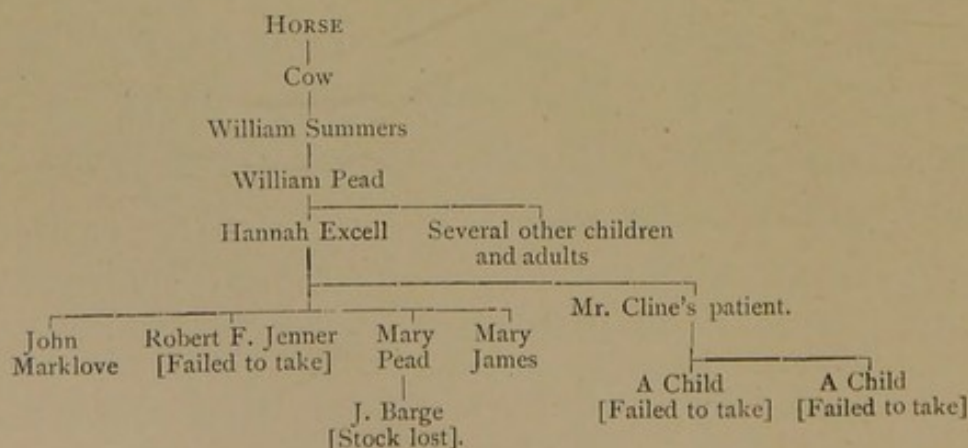 HORSE
Cow
William Summers
William Pead
Hannah Excell
Several other children
and adults
Mr. Cline's patient.
John
Marklove
Robert F. Jenner
[Failed to take]
Mary
Pead
Mary
James
A Child
[Failed to take]
A Child
[Failed to take]
J. Barge
[Stock lost].